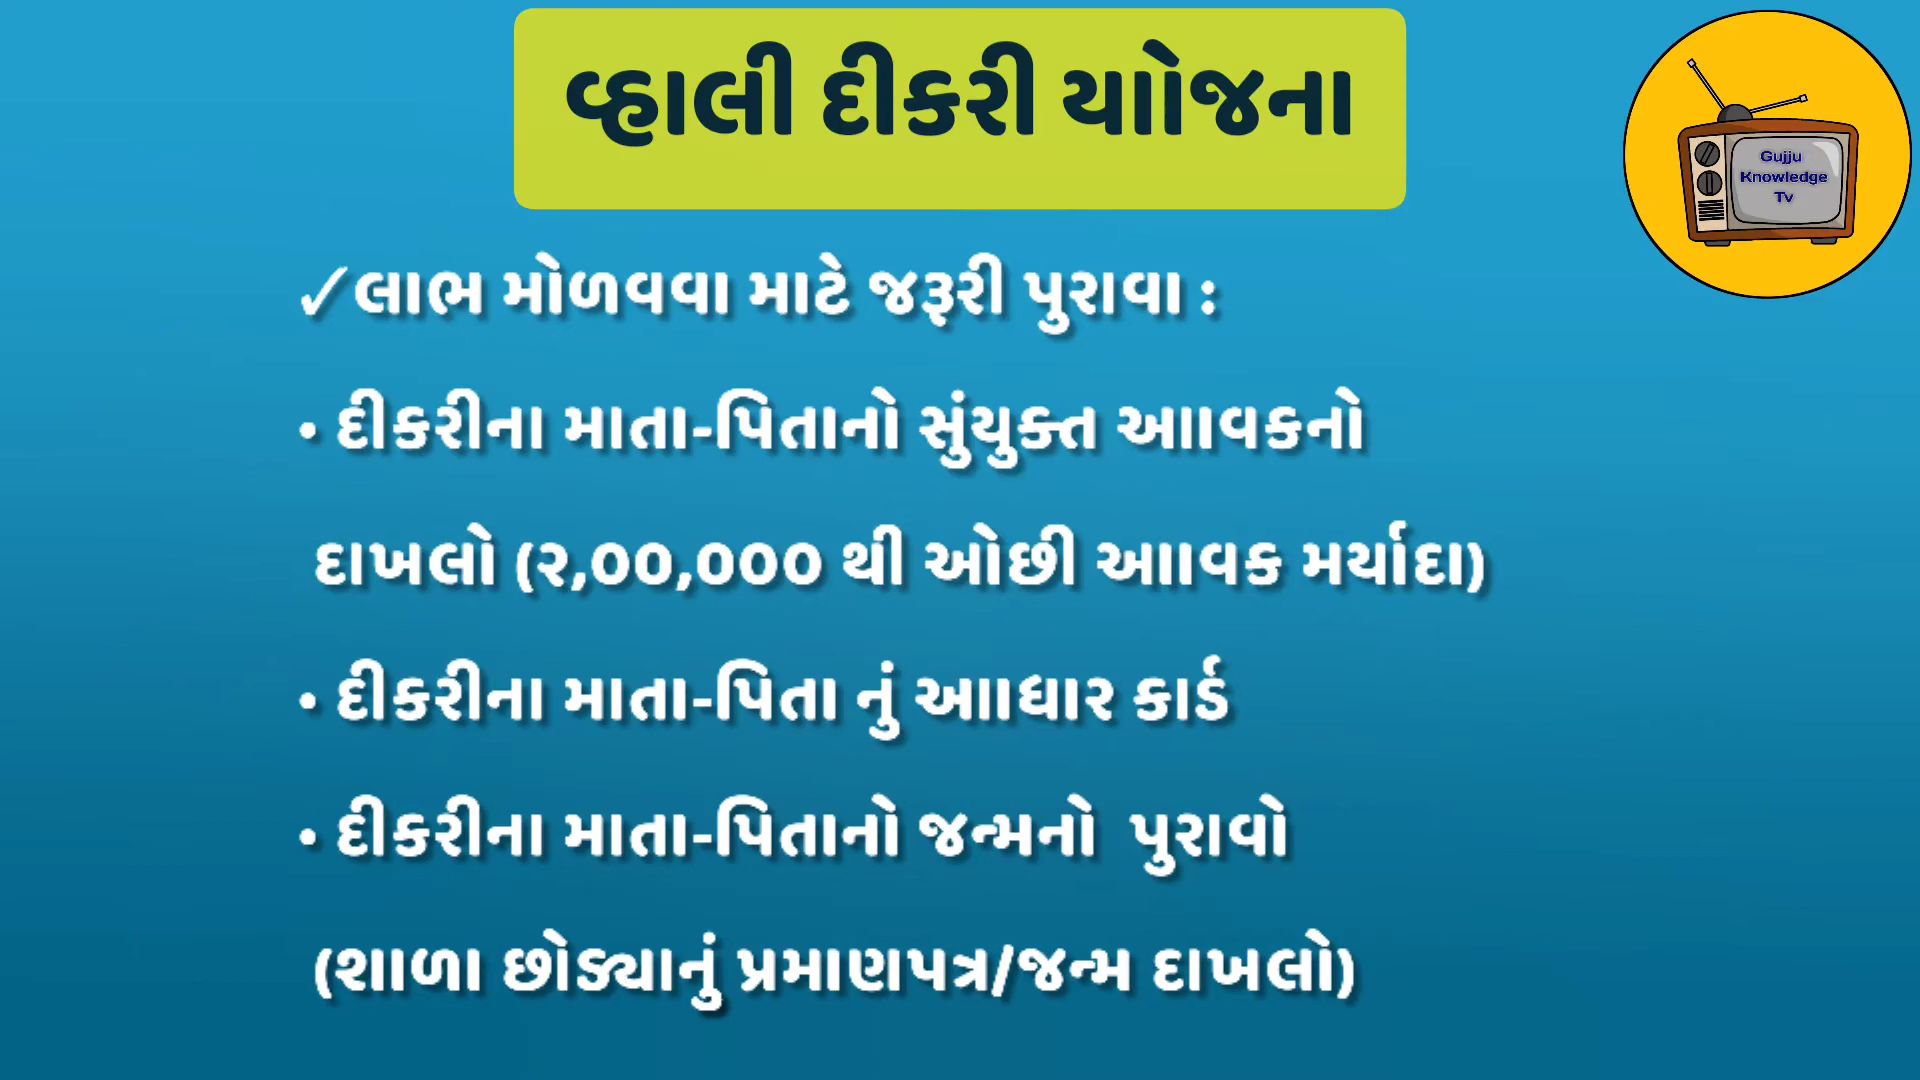 વ્હાલી દીકરી યાોજના
Gujju
Knowledge
Tv
✓લાભ મોળવવા માટે જરૂરી પુરાવા :
• દીકરીના માતા-પિતાનો સુંયુક્ત આાવકનો
દાખલો (૨,૦૦,૦૦૦ થી ઓછી આાવક મર્યાદા)
• દીકરીના માતા-પિતા નું આાધાર કાર્ડ
• દીકરીના માતા-પિતાનો જન્મનો પુરાવો
(શાળા છોડ્યાનું પ્રમાણપત્ર/જન્મ દાખલો)